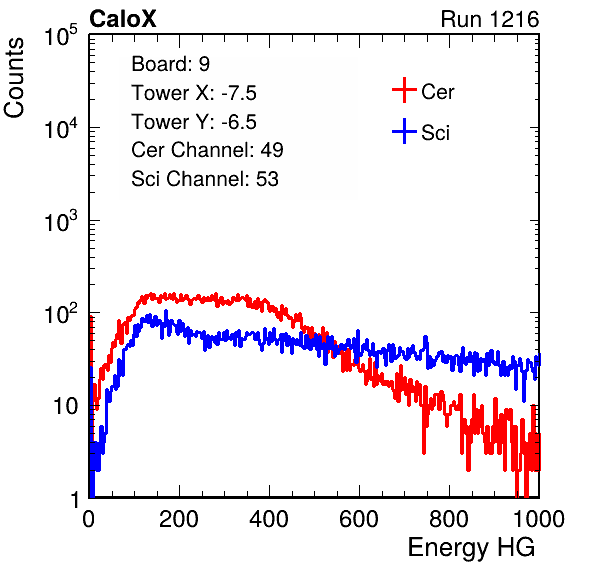 CaloX Run 1216
Counts
10^5
10^4
10^3
10^2
10
1
Board: 9
Tower X: -7.5
Tower Y: -6.5
Cer Channel: 49
Sci Channel: 53
Cer
Sci
0 200 400 600 800 1000
Energy HG